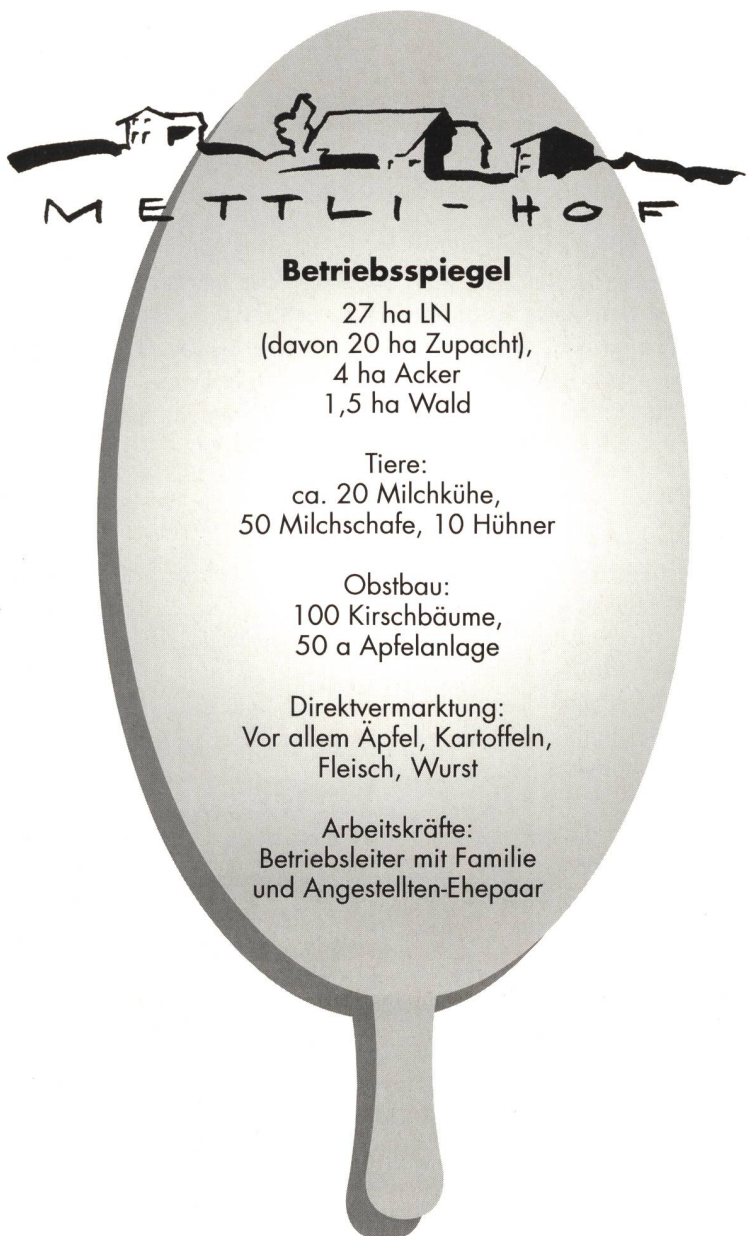 METTLI-HOF
Betriebsspiegel
27 ha LN
(davon 20 ha Zupacht),
4 ha Acker
1,5 ha Wald
Tiere:
ca. 20 Milchkühe,
50 Milchschafe, 10 Hühner
Obstbau:
100 Kirschbäume,
50 a Apfelanlage
Direktvermarktung:
Vor allem Äpfel, Kartoffeln,
Fleisch, Wurst
Arbeitskräfte:
Betriebsleiter mit Familie
und Angestellten-Ehepaar